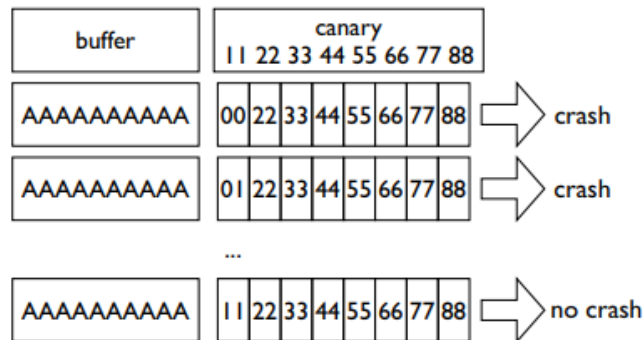 buffer
canary
11 22 33 44 55 66 77 88
AAAAAAAAAA 00 22 33 44 55 66 77 88 crash
AAAAAAAAAA 01 22 33 44 55 66 77 88 crash
...
AAAAAAAAAA 11 22 33 44 55 66 77 88 no crash